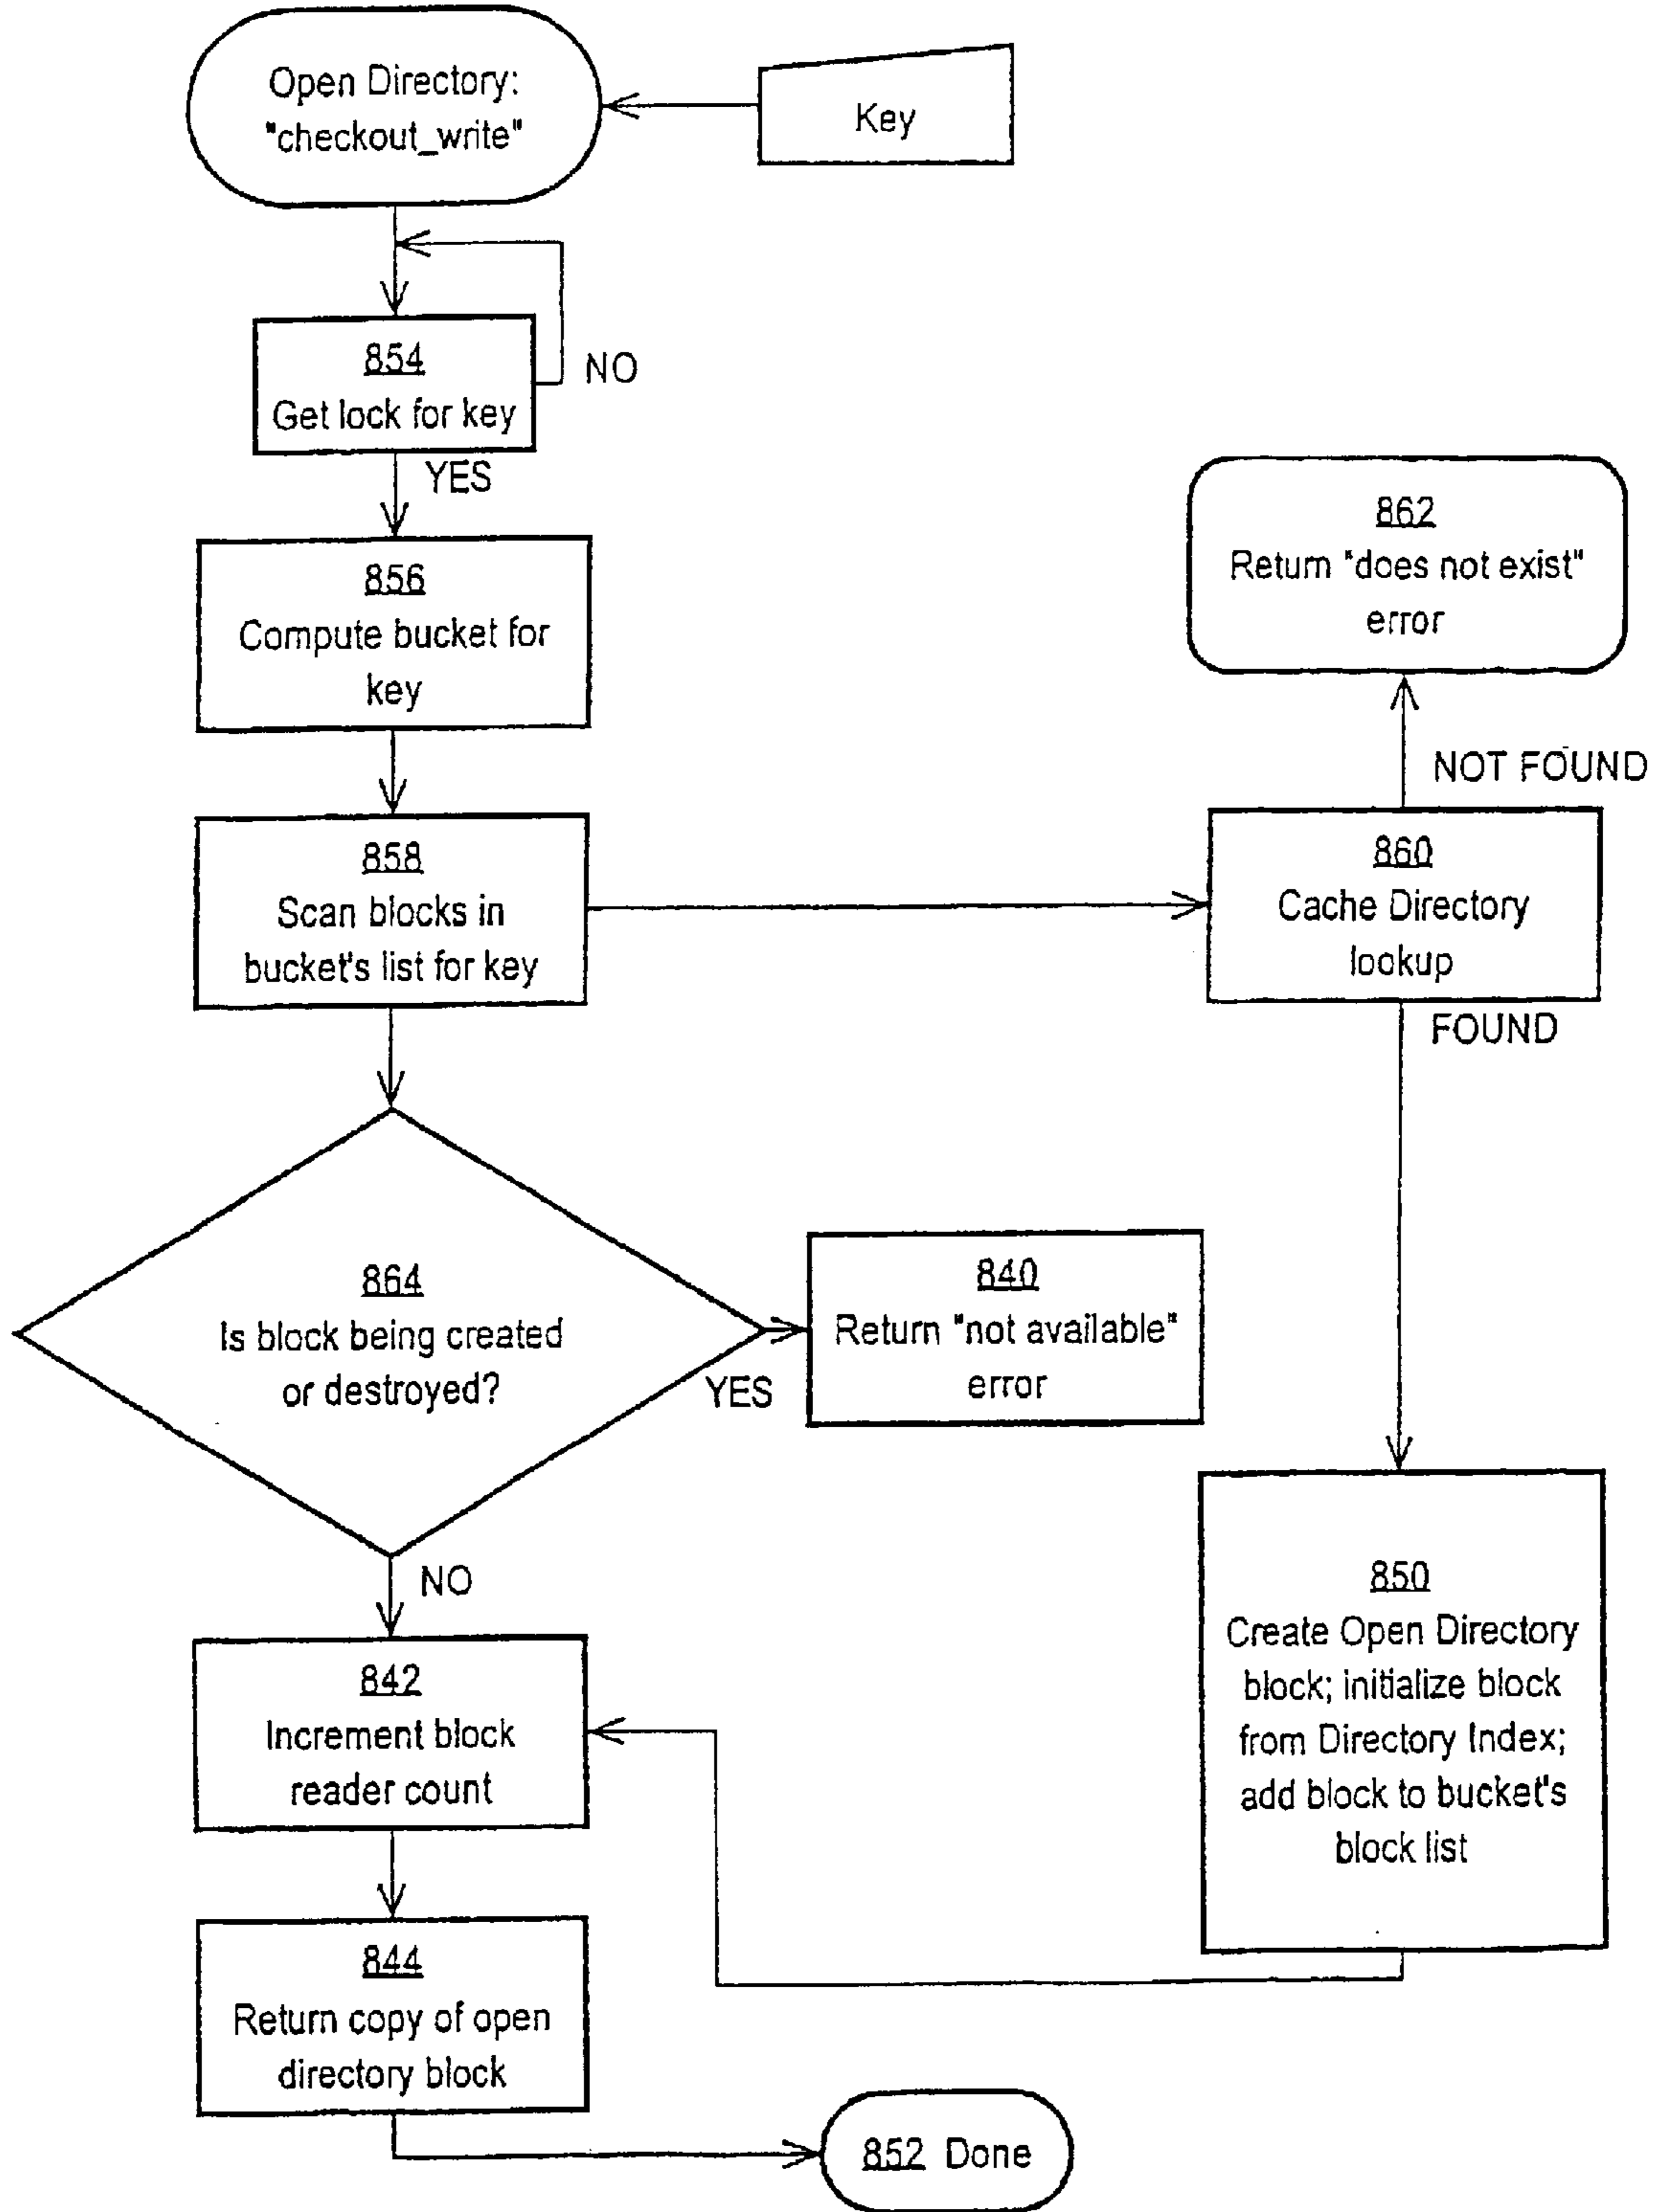 Open Directory:
"checkout_write"
Key
854
Get lock for key
NO
YES
856
Compute bucket for
key
862
Return "does not exist"
error
NOT FOUND
858
Scan blocks in
bucket's list for key
860
Cache Directory
lookup
FOUND
864
Is block being created
or destroyed?
YES
840
Return "not available"
error
NO
850
Create Open Directory
block; initialize block
from Directory Index;
add block to bucket's
block list
842
Increment block
reader count
844
Return copy of open
directory block
852 Done